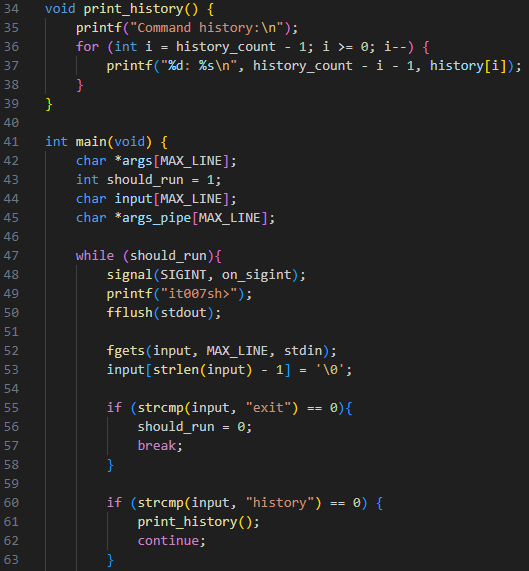 34 void print_history() {
35     printf("Command history:\n");
36     for (int i = history_count - 1; i >= 0; i--) {
37         printf("%d: %s\n", history_count - i - 1, history[i]);
38     }
39 }
40
41 int main(void) {
42     char *args[MAX_LINE];
43     int should_run = 1;
44     char input[MAX_LINE];
45     char *args_pipe[MAX_LINE];
46
47     while (should_run){
48         signal(SIGINT, on_sigint);
49         printf("it007sh>");
50         fflush(stdout);
51
52         fgets(input, MAX_LINE, stdin);
53         input[strlen(input) - 1] = '\0';
54
55         if (strcmp(input, "exit") == 0){
56             should_run = 0;
57             break;
58         }
59
60         if (strcmp(input, "history") == 0) {
61             print_history();
62             continue;
63         }